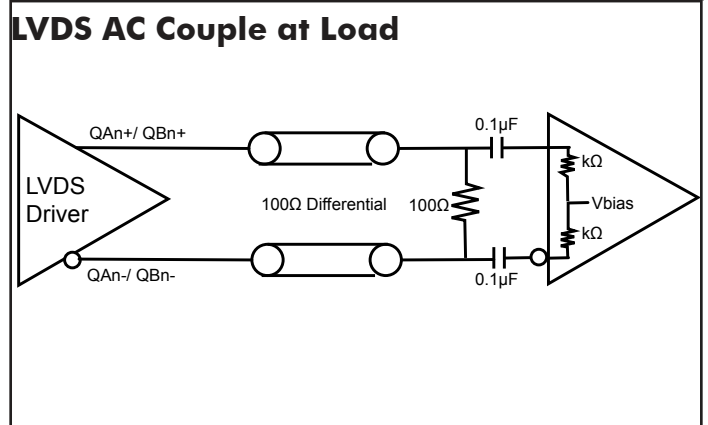 LVDS AC Couple at Load
QAn+/ QBn+
0.1µF
kΩ
LVDS
Driver
100Ω Differential
100Ω
Vbias
kΩ
QAn-/ QBn-
0.1µF